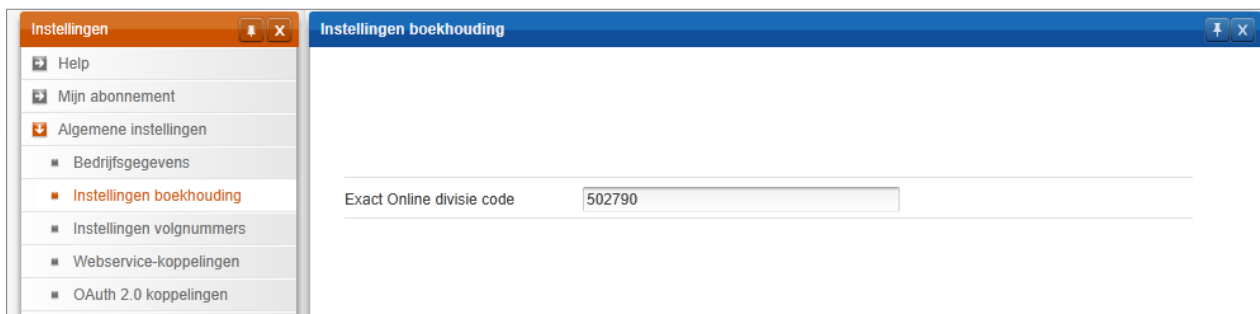 Instellingen
Help
Mijn abonnement
Algemene instellingen
Bedrijfsgegevens
Instellingen boekhouding
Instellingen volgnummers
Webservice-koppelingen
OAuth 2.0 koppelingen
Instellingen boekhouding
Exact Online divisie code 502790